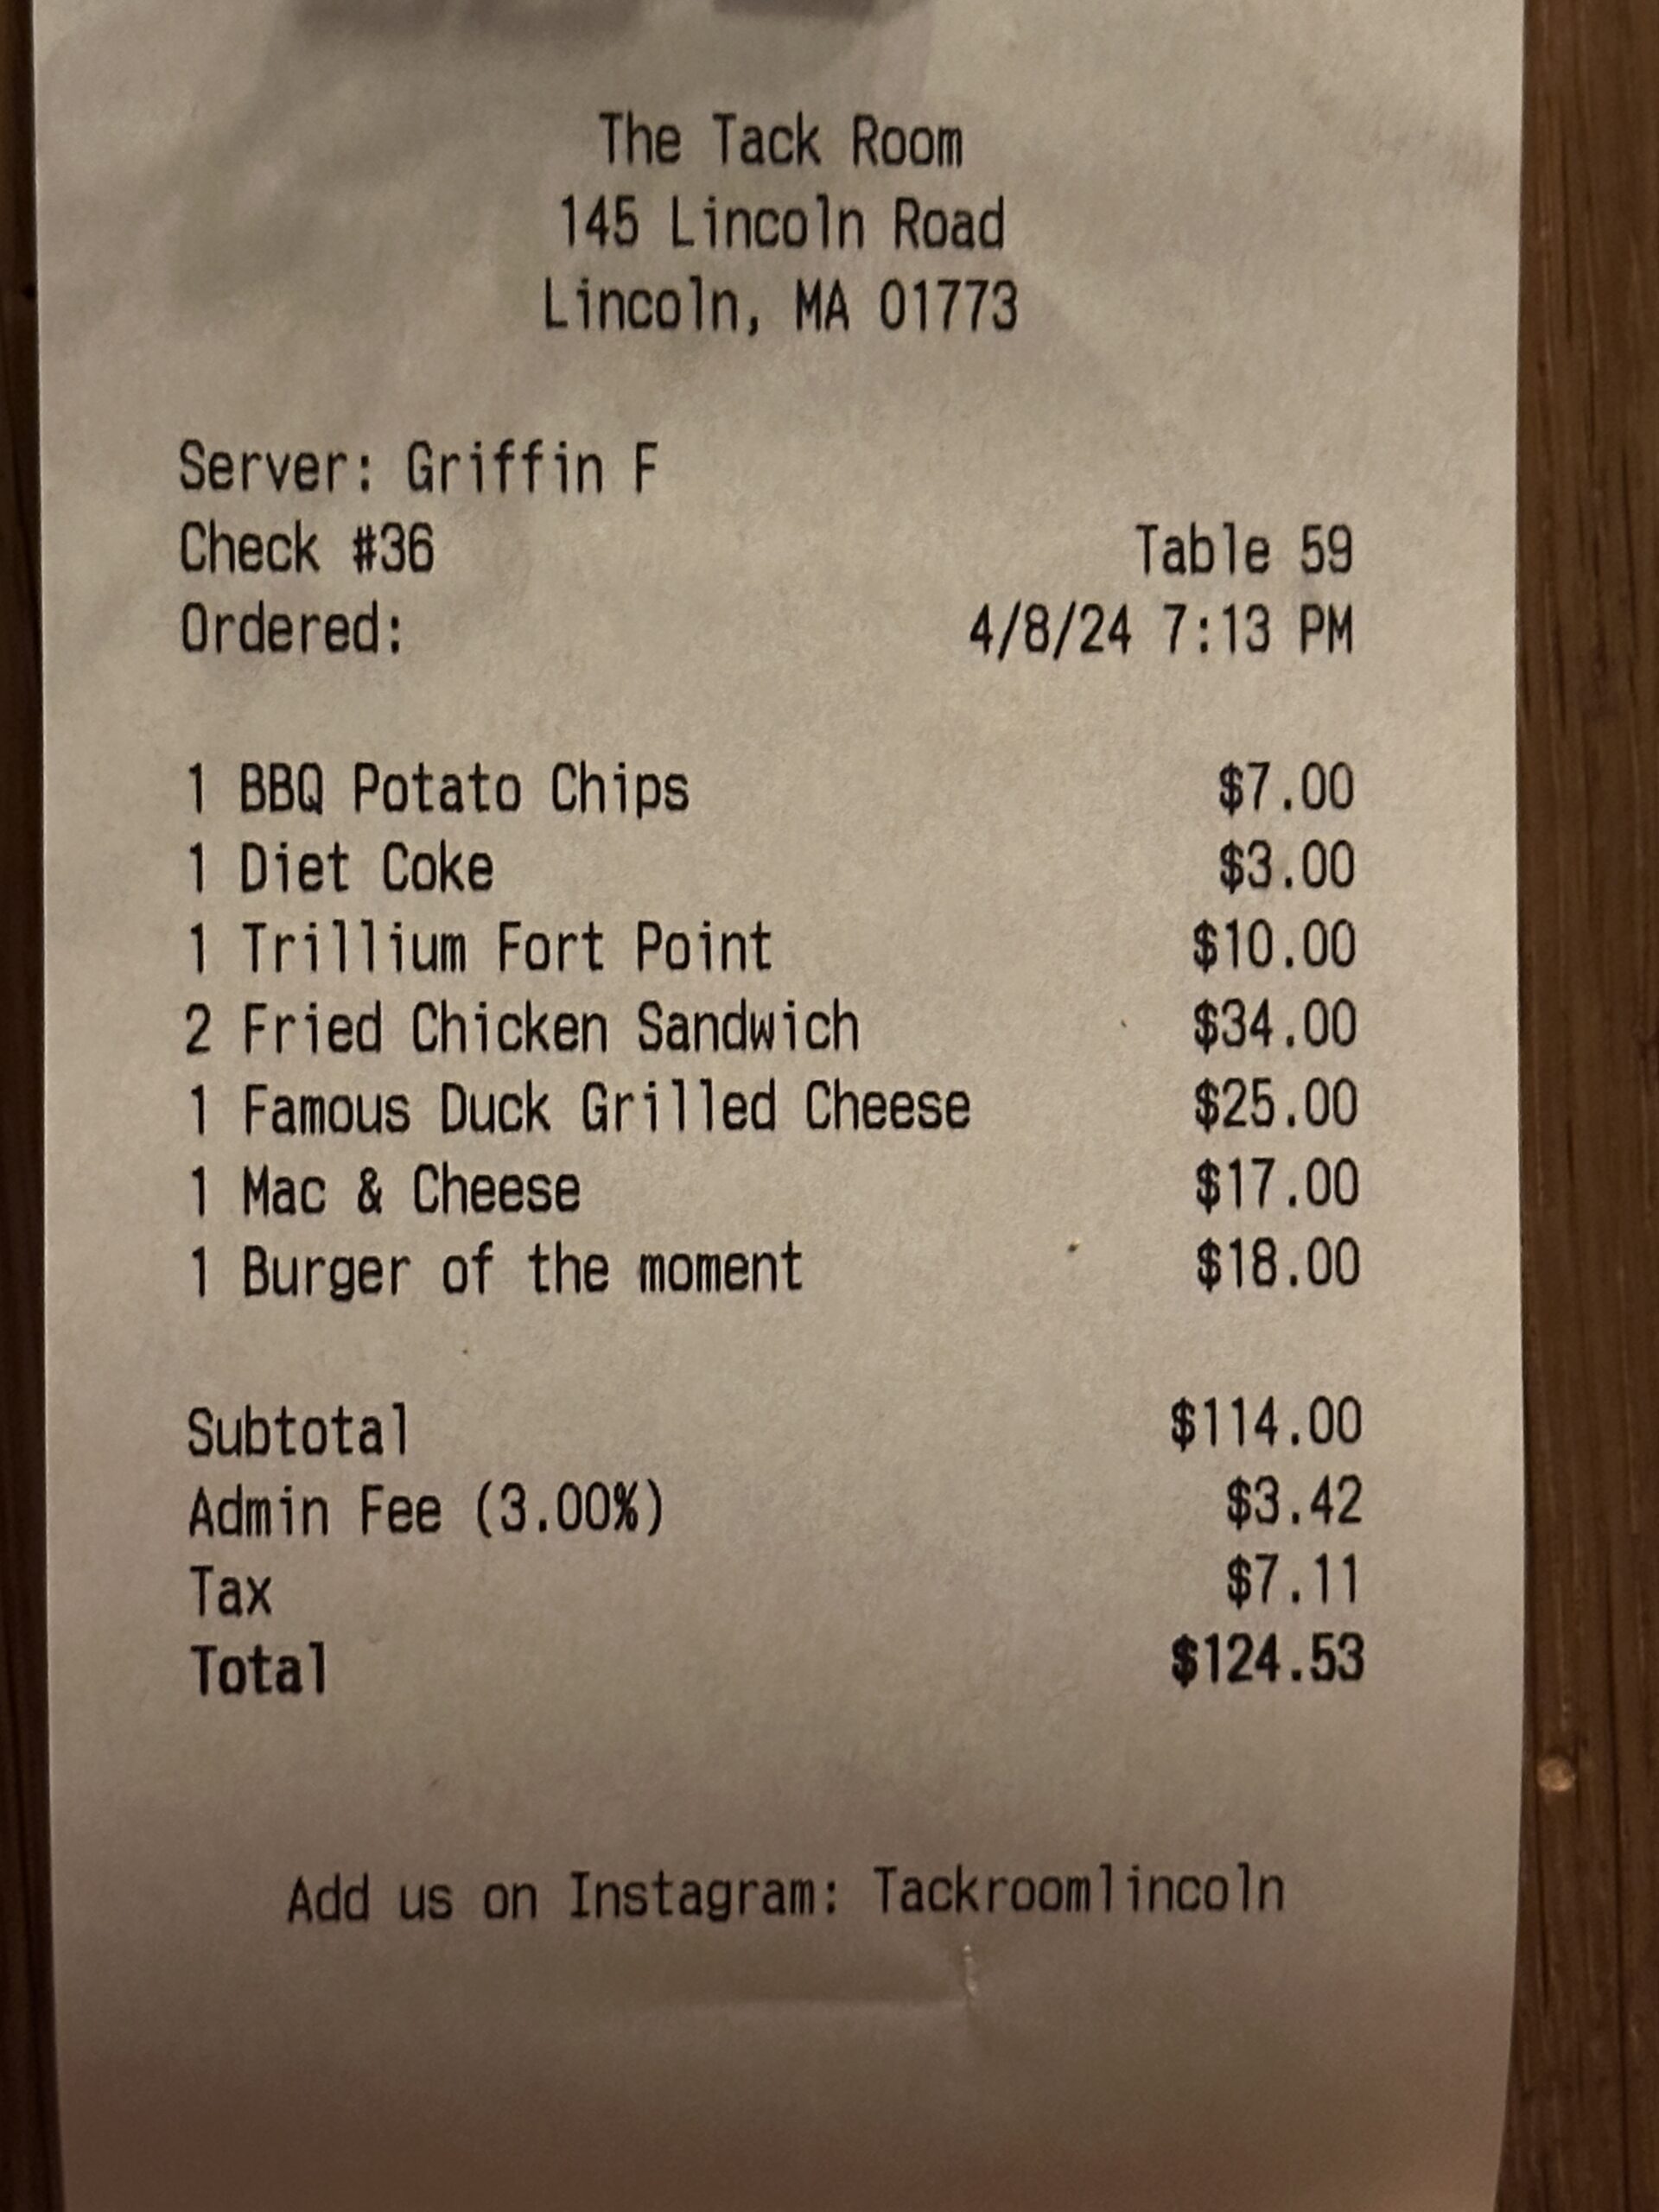 The Tack Room
145 Lincoln Road
Lincoln, MA 01773
Server: Griffin F
Check #36 Table 59
Ordered: 4/8/24 7:13 PM
1 BBQ Potato Chips $7.00
1 Diet Coke $3.00
1 Trillium Fort Point $10.00
2 Fried Chicken Sandwich $34.00
1 Famous Duck Grilled Cheese $25.00
1 Mac & Cheese $17.00
1 Burger of the moment $18.00
Subtotal $114.00
Admin Fee (3.00%) $3.42
Tax $7.11
Total $124.53
Add us on Instagram: Tackroomlincoln